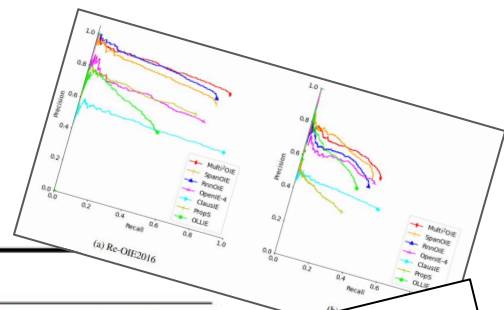 1.0
0.8
0.6
0.4
0.2
0.0
Precision
0.2
0.4
0.6
0.8
1.0
Recall
Multi²OIE
SpanOIE
RnnOIE
OpenIE-4
ClausIE
PropS
OLLIE
(a) Re-OIE2016
1.0
0.8
0.6
0.4
0.2
0.0
Precision
0.0
0.2
0.4
0.6
Recall
Multi²OIE
SpanOIE
RnnOIE
OpenIE-4
ClausIE
PropS
OLLIE